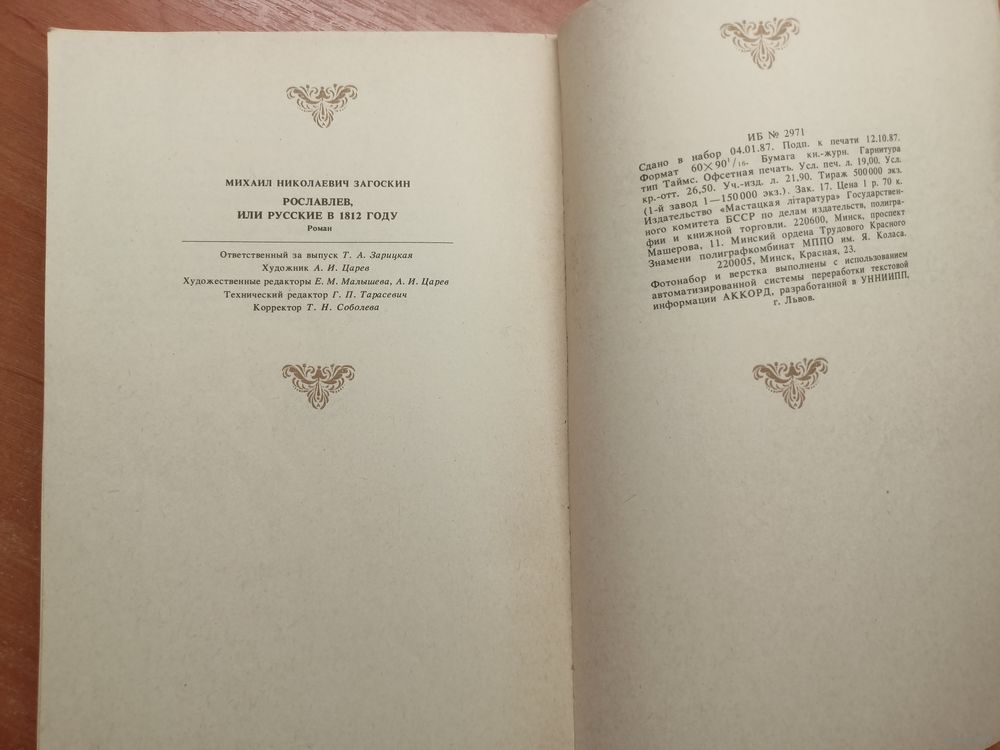 МИХАИЛ НИКОЛАЕВИЧ ЗАГОСКИН
РОСЛАВЛЕВ,
ИЛИ РУССКИЕ В 1812 ГОДУ
Роман
Ответственный за выпуск Т. А. Зарицкая
Художник А. И. Царев
Художественные редакторы Е. М. Малышева, А. И. Царев
Технический редактор Г. П. Тарасевич
Корректор Т. Н. Соболева
ИБ № 2971
Сдано в набор 04.01.87. Подп. к печати 12.10.87.
Формат 60×90 1/16. Бумага кн.-журн. Гарнитура
тип Таймс. Офсетная печать. Усл. печ. л. 19,00. Усл.
кр.-отт. 26,50. Уч.-изд. л. 21.90. Тираж 500 000 экз.
(1-й завод 1—150 000 экз.). Зак. 17. Цена 1 р. 70 к.
Издательство «Мастацкая літаратура» Государствен-
ного комитета БССР по делам издательств, полигра-
фии и книжной торговли. 220600, Минск, проспект
Машерова, 11. Минский ордена Трудового Красного
Знамени полиграфкомбинат МППО им. Я. Коласа.
220005, Минск, Красная, 23.
Фотонабор и верстка выполнены с использованием
автоматизированной системы переработки текстовой
информации АККОРД, разработанной в УННИИПП,
г. Львов.